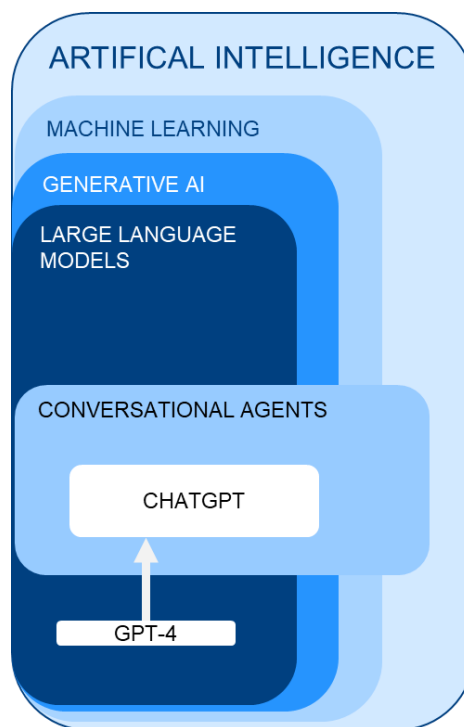 ARTIFICAL INTELLIGENCE
MACHINE LEARNING
GENERATIVE AI
LARGE LANGUAGE
MODELS
CONVERSATIONAL AGENTS
CHATGPT
GPT-4